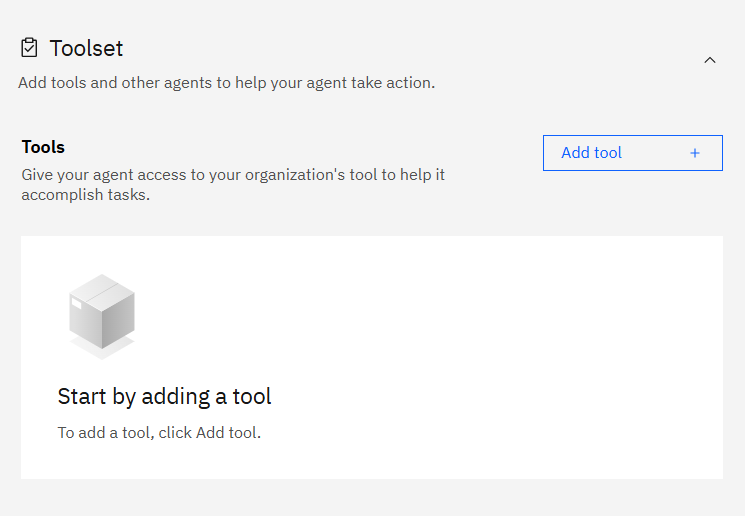 Toolset
Add tools and other agents to help your agent take action.
Tools
Add tool +
Give your agent access to your organization's tool to help it
accomplish tasks.
Start by adding a tool
To add a tool, click Add tool.